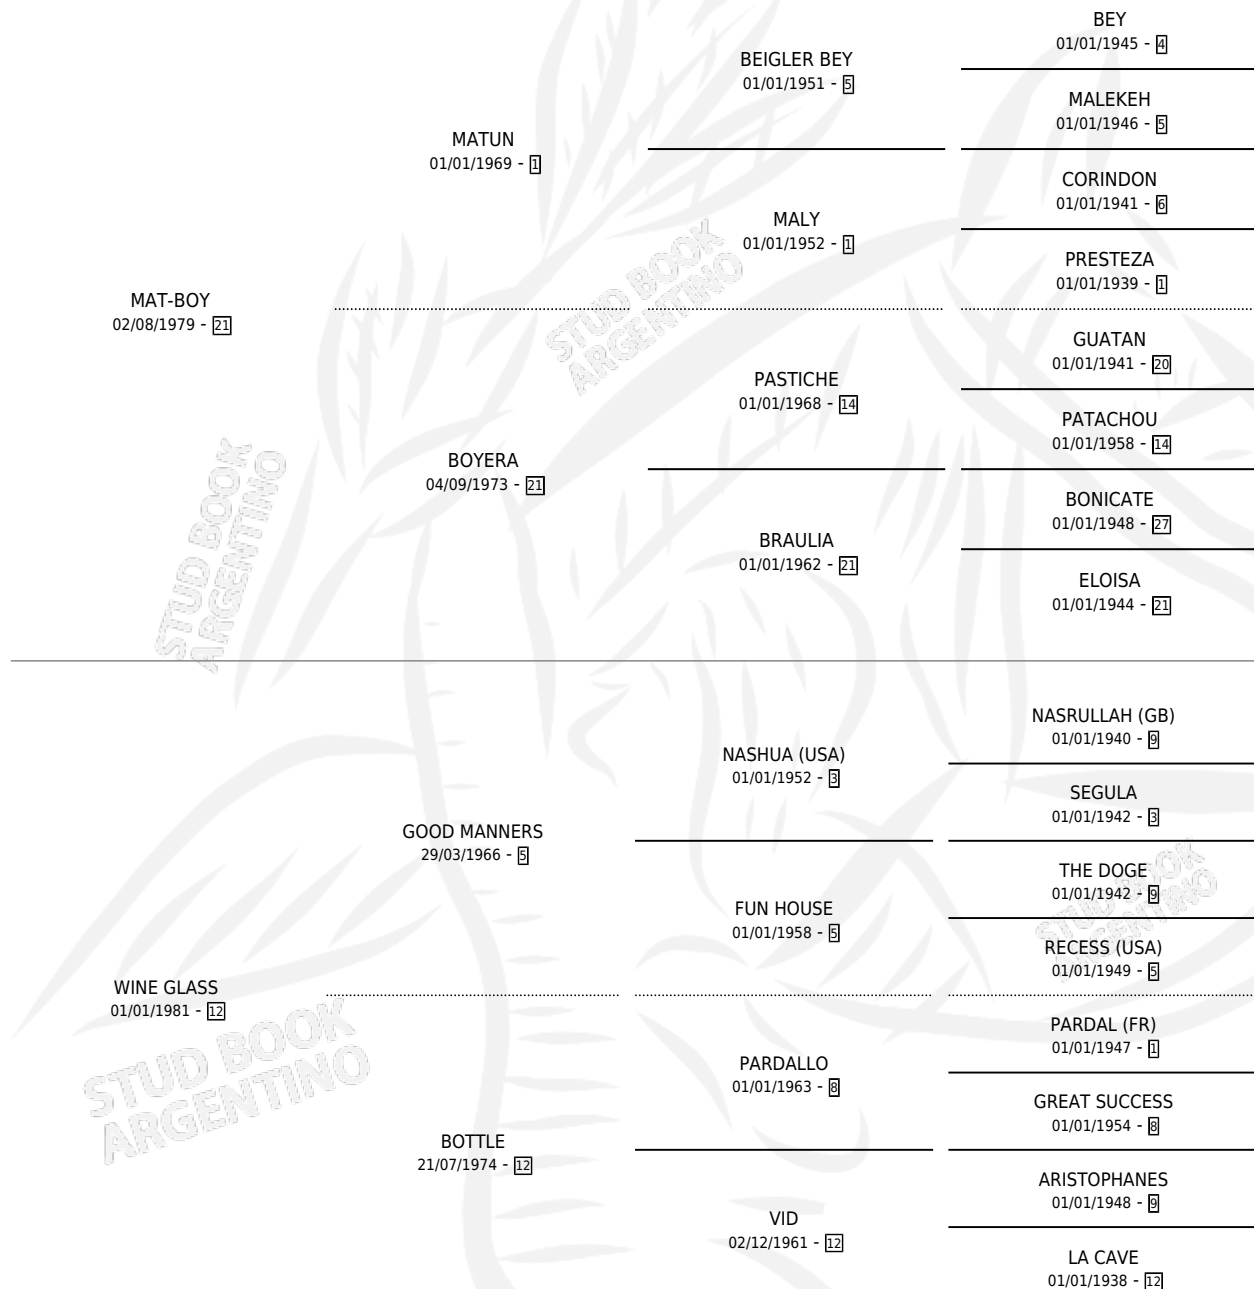 BEY
01/01/1945 - 4
BEIGLER BEY
01/01/1951 - 5
MALEKEH
01/01/1946 - 5
MATUN
01/01/1969 - 1
CORINDON
01/01/1941 - 6
MALY
01/01/1952 - 1
PRESTEZA
01/01/1939 - 1
MAT-BOY
02/08/1979 - 21
GUATAN
01/01/1941 - 20
PASTICHE
01/01/1968 - 14
PATACHOU
01/01/1958 - 14
BOYERA
04/09/1973 - 21
BONICATE
01/01/1948 - 27
BRAULIA
01/01/1962 - 21
ELOISA
01/01/1944 - 21
NASRULLAH (GB)
01/01/1940 - 9
NASHUA (USA)
01/01/1952 - 3
SEGULA
01/01/1942 - 3
GOOD MANNERS
29/03/1966 - 5
THE DOGE
01/01/1942 - 9
FUN HOUSE
01/01/1958 - 5
RECESS (USA)
01/01/1949 - 5
WINE GLASS
01/01/1981 - 12
PARDAL (FR)
01/01/1947 - 1
PARDALLO
01/01/1963 - 8
GREAT SUCCESS
01/01/1954 - 8
BOTTLE
21/07/1974 - 12
ARISTOPHANES
01/01/1948 - 9
VID
02/12/1961 - 12
LA CAVE
01/01/1938 - 12
STUD BOOK
ARGENTINO
STUD BOOK
ARGENTINO
STUD BOOK
ARGENTINO
STUD BOOK
ARGENTINO